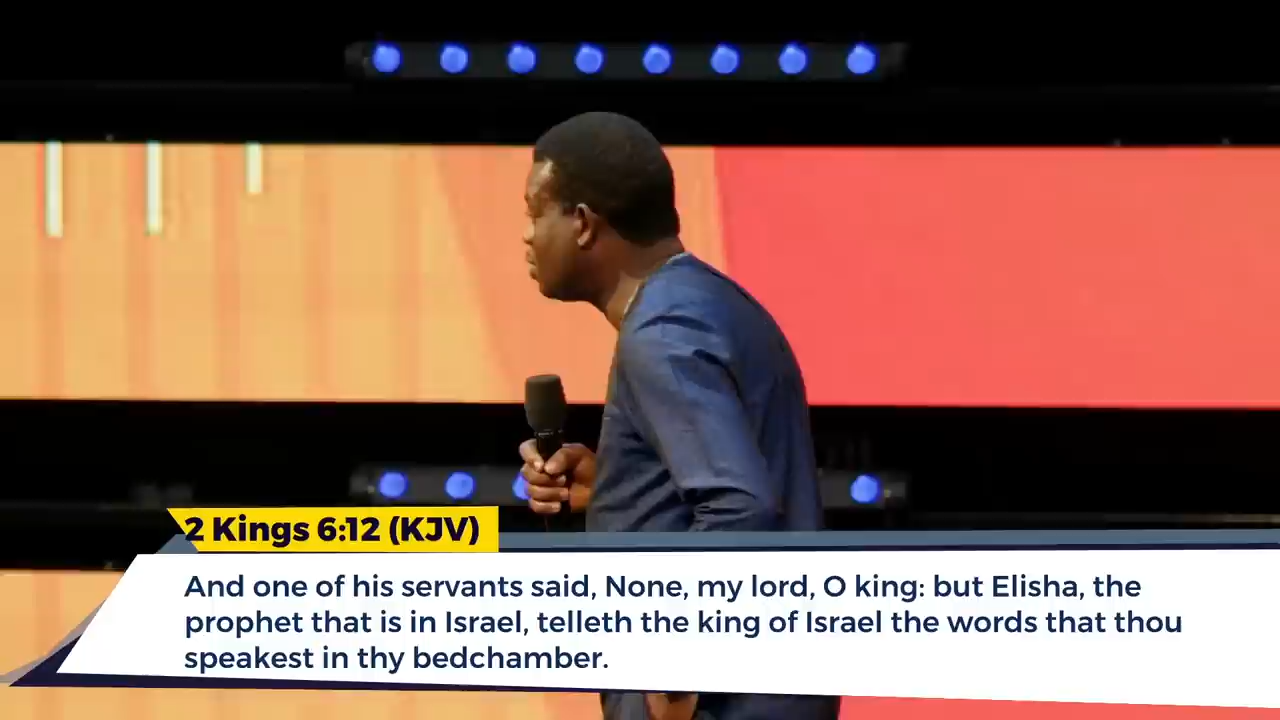 2 Kings 6:12 (KJV)
And one of his servants said, None, my lord, O king: but Elisha, the
prophet that is in Israel, telleth the king of Israel the words that thou
speakest in thy bedchamber.